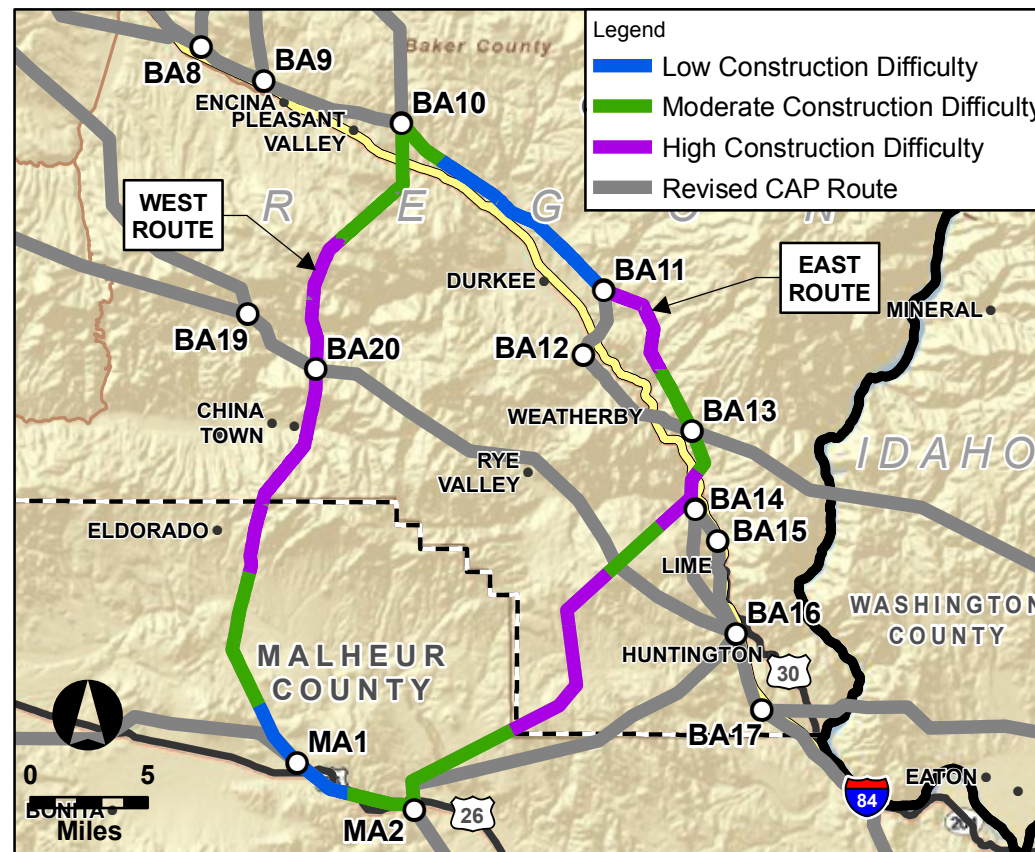 Baker County
Legend
Low Construction Difficulty
Moderate Construction Difficulty
High Construction Difficulty
Revised CAP Route
BA8
BA9
ENCINA
PLEASANT
VALLEY
BA10
R E G O N
WEST
ROUTE
DURKEE
BA11
EAST
ROUTE
MINERAL
BA19
BA20
BA12
CHINA
TOWN
WEATHERBY
BA13
RYE
VALLEY
IDAHO
ELDORADO
BA14
BA15
LIME
BA16
HUNTINGTON
WASHINGTON
COUNTY
30
MALHEUR
COUNTY
BA17
MA1
0 5
Miles
BONITA
MA2
26
84
EATON
201